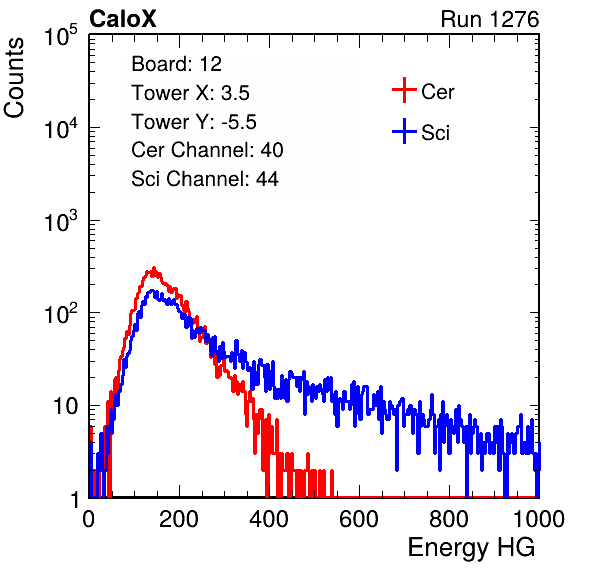 CaloX Run 1276
Counts
10^5
10^4
10^3
10^2
10
1
Board: 12
Tower X: 3.5
Tower Y: -5.5
Cer Channel: 40
Sci Channel: 44
Cer
Sci
0 200 400 600 800 1000
Energy HG